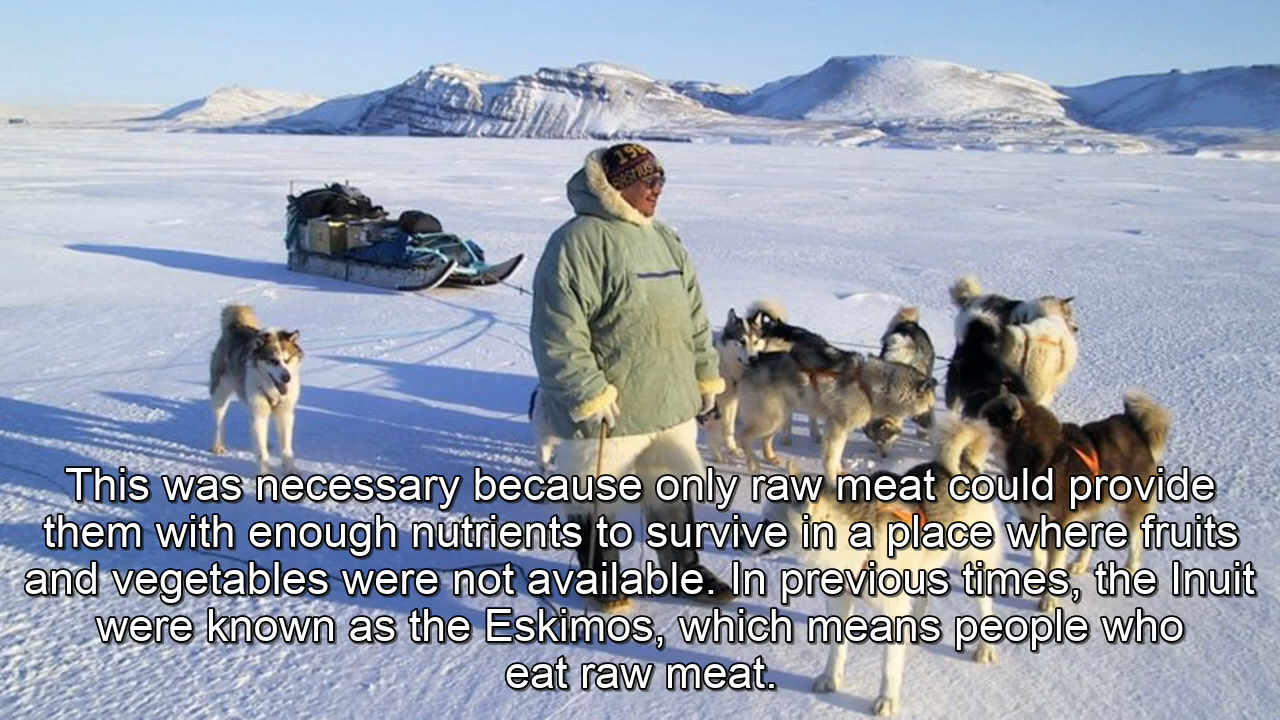 198
This was necessary because only raw meat could provide
them with enough nutrients to survive in a place where fruits
and vegetables were not available. In previous times, the Inuit
were known as the Eskimos, which means people who
eat raw meat.